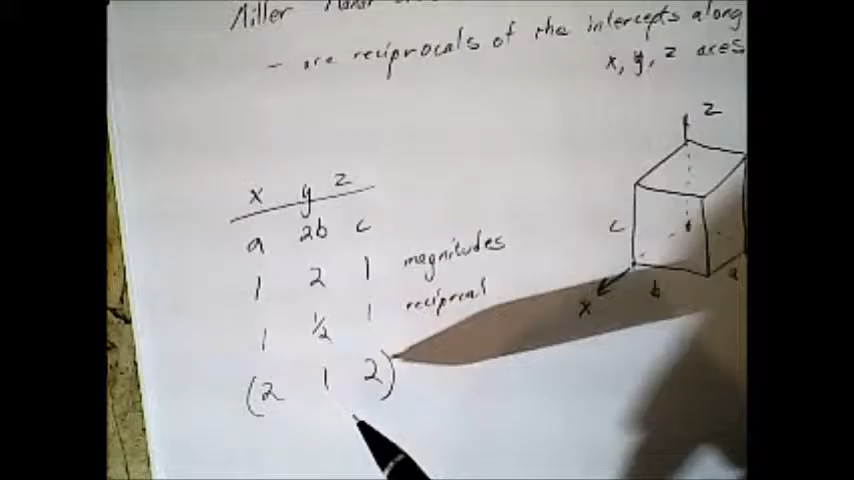 Miller
- are reciprocals of the intercepts along
x, y, z axes
z
x y z
a 2b c
c
1 2 1 magnitudes
a
b
x
1 ½ 1 reciprocal
(2 1 2)